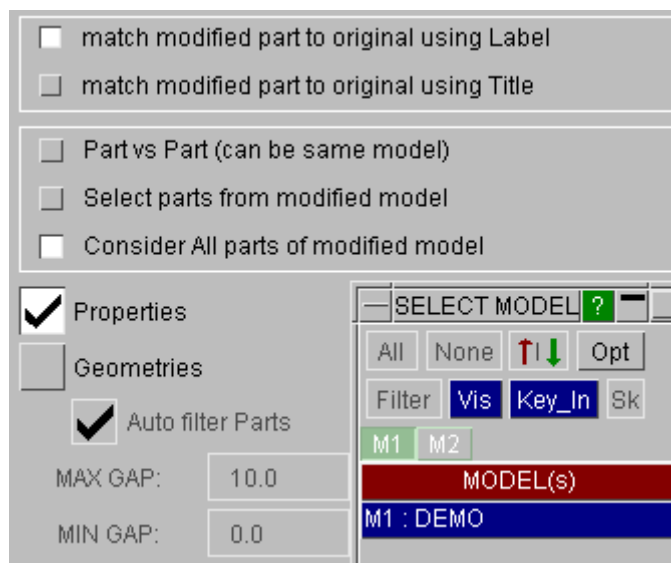 match modified part to original using Label
match modified part to original using Title
Part vs Part (can be same model)
Select parts from modified model
Consider All parts of modified model
Properties
Geometries
Auto filter Parts
MAX GAP: 10.0
MIN GAP: 0.0
SELECT MODEL ?
All None Opt
Filter Vis Key_In Sk
M1 M2
MODEL(s)
M1 : DEMO